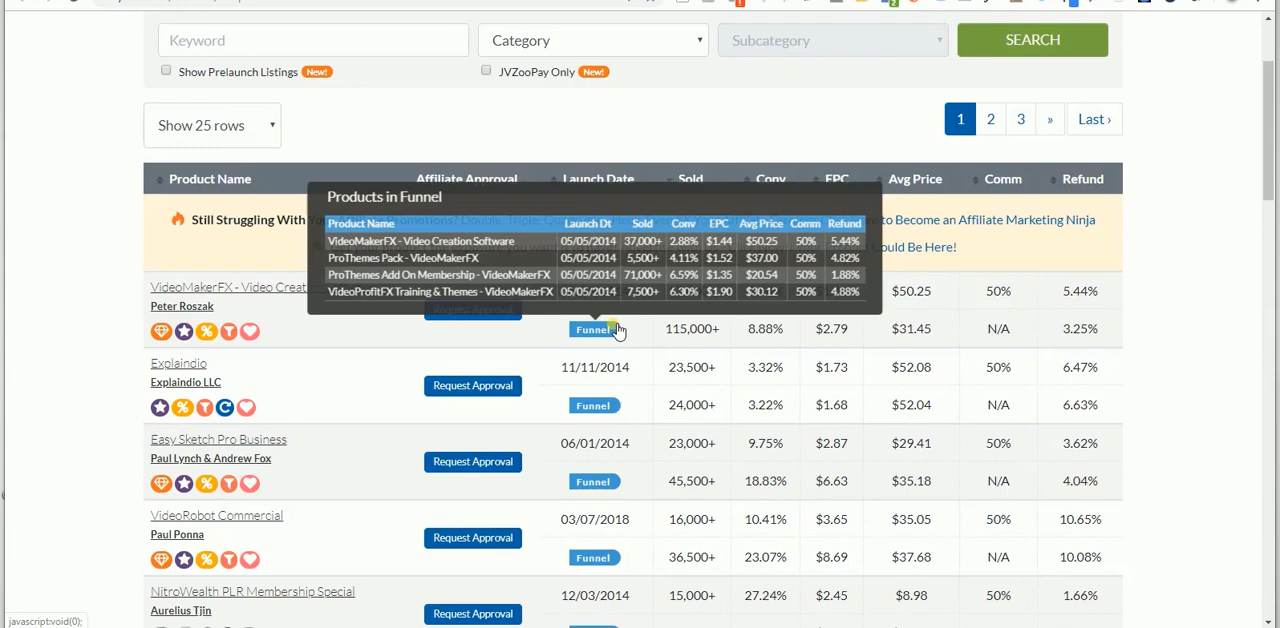 Keyword
Category
Subcategory
SEARCH
Show Prelaunch Listings New!
JVZooPay Only New!
Show 25 rows
1 2 3 » Last ›
Product Name Affiliate Approval Launch Date Sold Conv EPC Avg Price Comm Refund
Products in Funnel
Product Name Launch Dt Sold Conv EPC Avg Price Comm Refund
VideoMakerFX - Video Creation Software 05/05/2014 37,000+ 2.88% $1.44 $50.25 50% 5.44%
ProThemes Pack - VideoMakerFX 05/05/2014 5,500+ 4.11% $1.52 $37.00 50% 4.82%
ProThemes Add On Membership - VideoMakerFX 05/05/2014 71,000+ 6.59% $1.35 $20.54 50% 1.88%
VideoProfitFX Training & Themes - VideoMakerFX 05/05/2014 7,500+ 6.30% $1.90 $30.12 50% 4.88%
Still Struggling With Your Promotions? Double, Triple, to Become an Affiliate Marketing Ninja
Could Be Here!
VideoMakerFX - Video Creat $50.25 50% 5.44%
Peter Roszak
Funnel 115,000+ 8.88% $2.79 $31.45 N/A 3.25%
Explaindio 11/11/2014 23,500+ 3.32% $1.73 $52.08 50% 6.47%
Explaindio LLC Request Approval
Funnel 24,000+ 3.22% $1.68 $52.04 N/A 6.63%
Easy Sketch Pro Business 06/01/2014 23,000+ 9.75% $2.87 $29.41 50% 3.62%
Paul Lynch & Andrew Fox Request Approval
Funnel 45,500+ 18.83% $6.63 $35.18 N/A 4.04%
VideoRobot Commercial 03/07/2018 16,000+ 10.41% $3.65 $35.05 50% 10.65%
Paul Ponna Request Approval
Funnel 36,500+ 23.07% $8.69 $37.68 N/A 10.08%
NitroWealth PLR Membership Special 12/03/2014 15,000+ 27.24% $2.45 $8.98 50% 1.66%
Aurelius Tjin Request Approval
javascript:void(0);